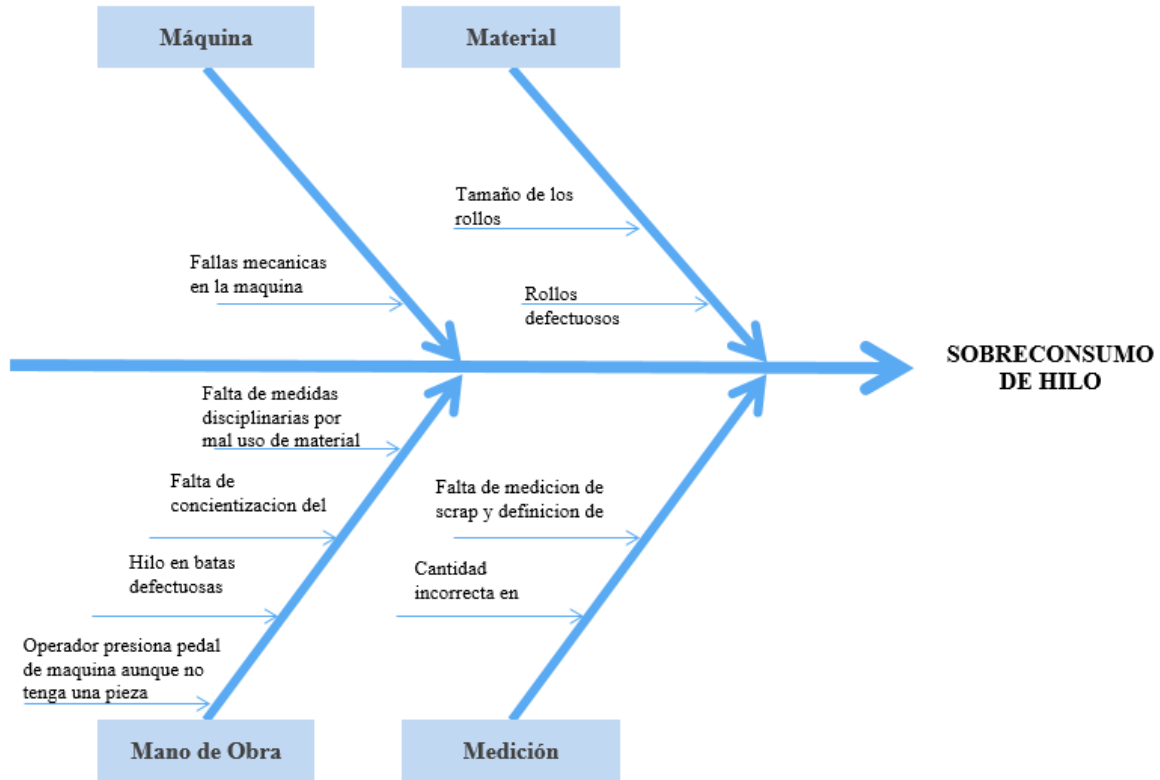 Máquina
Material
Tamaño de los
rollos
Fallas mecanicas
en la maquina
Rollos
defectuosos
SOBRECONSUMO
DE HILO
Falta de medidas
disciplinarias por
mal uso de material
Falta de
concientización del
Falta de medicion de
scrap y definicion de
Hilo en batas
defectuosas
Cantidad
incorrecta en
Operador presiona pedal
de maquina aunque no
tenga una pieza
Mano de Obra
Medición